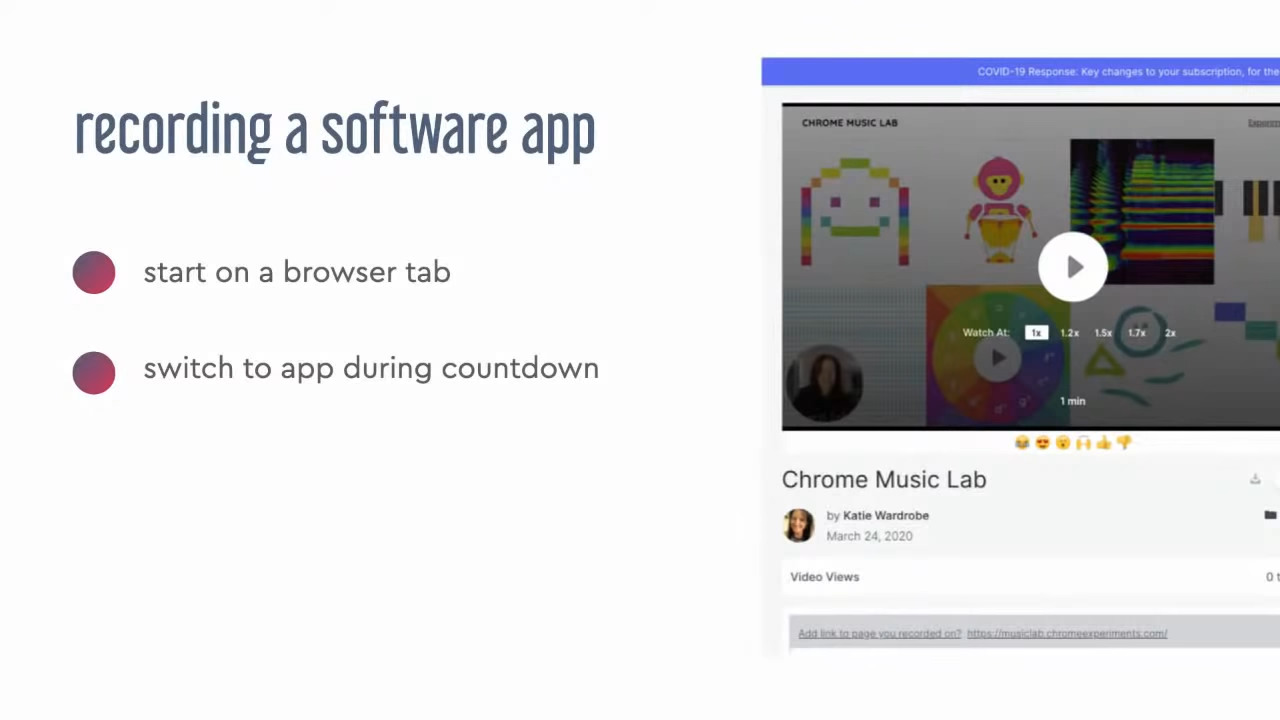 recording a software app
start on a browser tab
switch to app during countdown
COVID-19 Response: Key changes to your subscription, for the
CHROME MUSIC LAB
Watch At: 1x 1.2x 1.5x 1.7x 2x
1 min
Chrome Music Lab
by Katie Wardrobe
March 24, 2020
Video Views
0 t
Add link to page you recorded on? https://musiclab.chromeexperiments.com/